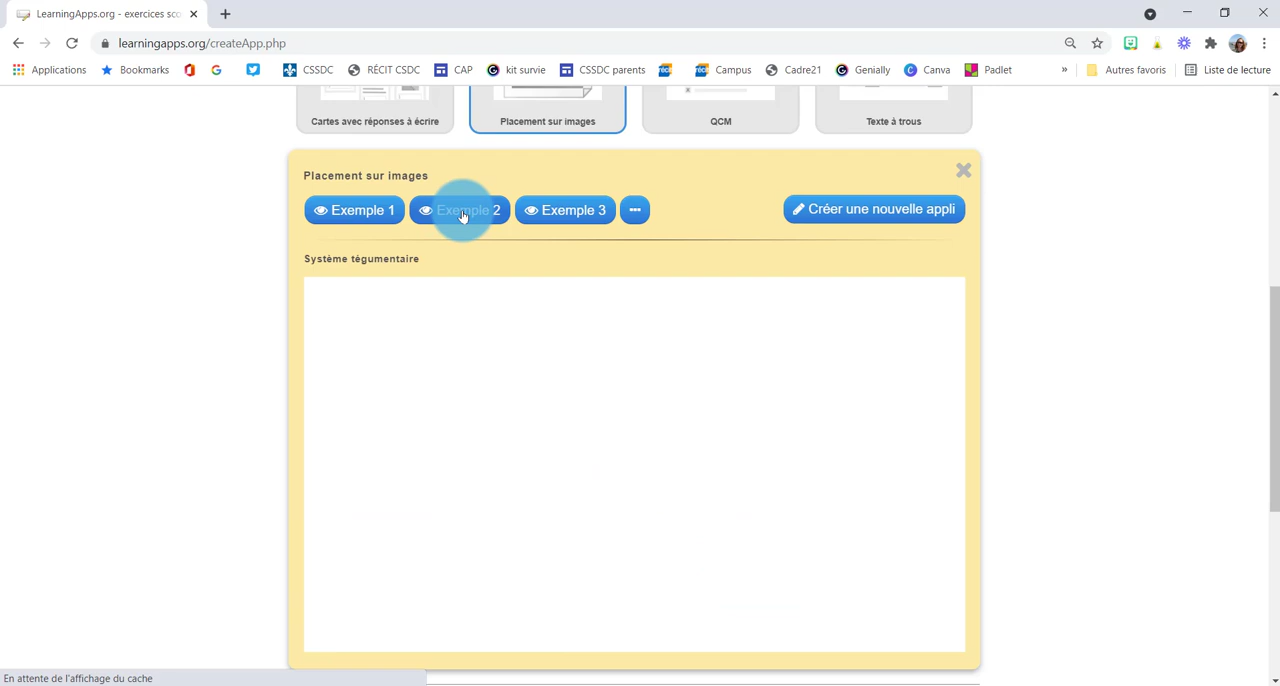 LearningApps.org - exercices sco
learningapps.org/createApp.php
Applications
Bookmarks
CSSDC
RÉCIT CSDC
CAP
kit survie
CSSDC parents
Campus
Cadre21
Genially
Canva
Padlet
»
Autres favoris
Liste de lecture
Cartes avec réponses à écrire
Placement sur images
QCM
Texte à trous
Placement sur images
Exemple 1
Exemple 2
Exemple 3
Créer une nouvelle appli
Système tégumentaire
En attente de l'affichage du cache